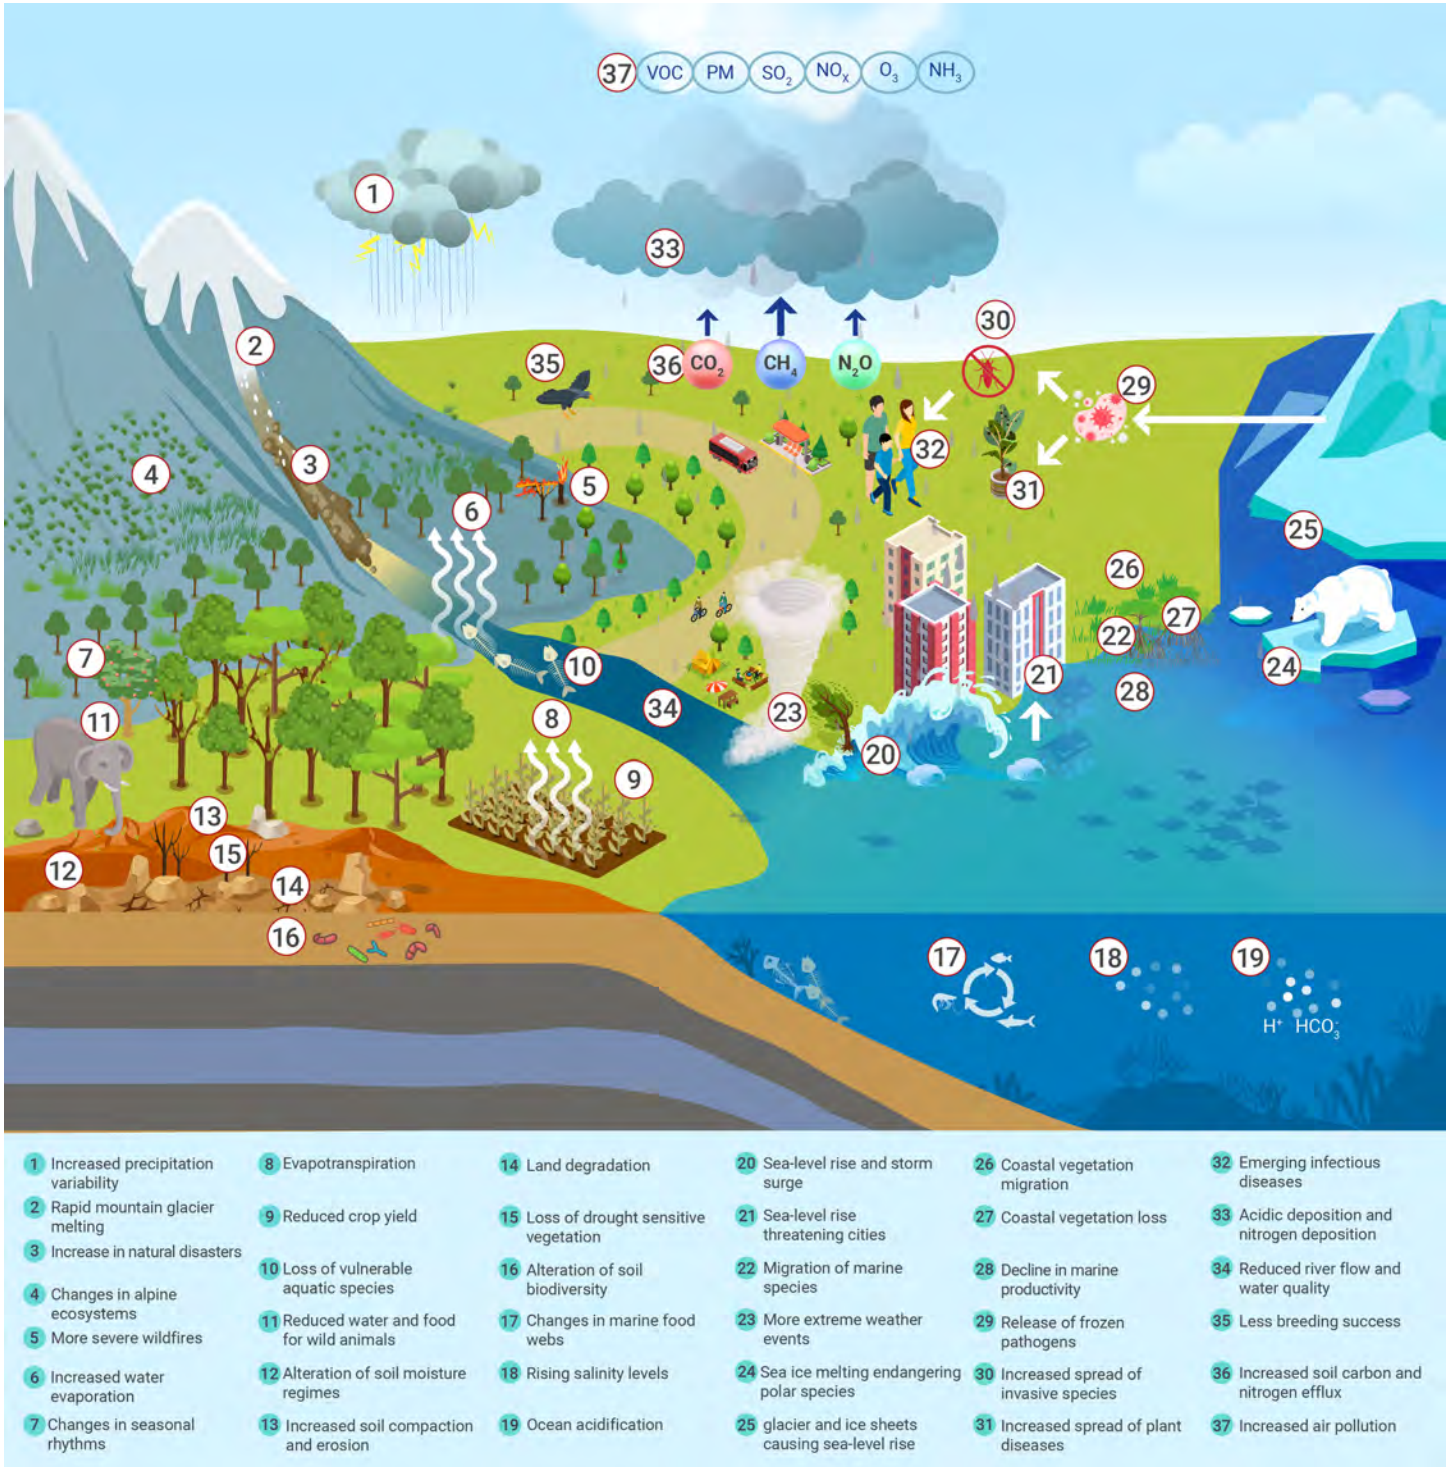 37 VOC PM SO₂ NOₓ O₃ NH₃
1
33
2
30
35
36 CO₂ CH₄ N₂O
29
32
3
4
5
31
6
25
26
27
22
7
10
24
21
28
11
8
34
23
20
9
13
15
12
14
16
17
18
19
H⁺ HCO₃⁻
1 Increased precipitation
variability
2 Rapid mountain glacier
melting
3 Increase in natural disasters
4 Changes in alpine
ecosystems
5 More severe wildfires
6 Increased water
evaporation
7 Changes in seasonal
rhythms
8 Evapotranspiration
9 Reduced crop yield
10 Loss of vulnerable
aquatic species
11 Reduced water and food
for wild animals
12 Alteration of soil moisture
regimes
13 Increased soil compaction
and erosion
14 Land degradation
15 Loss of drought sensitive
vegetation
16 Alteration of soil
biodiversity
17 Changes in marine food
webs
18 Rising salinity levels
19 Ocean acidification
20 Sea-level rise and storm
surge
21 Sea-level rise
threatening cities
22 Migration of marine
species
23 More extreme weather
events
24 Sea ice melting endangering
polar species
25 glacier and ice sheets
causing sea-level rise
26 Coastal vegetation
migration
27 Coastal vegetation loss
28 Decline in marine
productivity
29 Release of frozen
pathogens
30 Increased spread of
invasive species
31 Increased spread of plant
diseases
32 Emerging infectious
diseases
33 Acidic deposition and
nitrogen deposition
34 Reduced river flow and
water quality
35 Less breeding success
36 Increased soil carbon and
nitrogen efflux
37 Increased air pollution